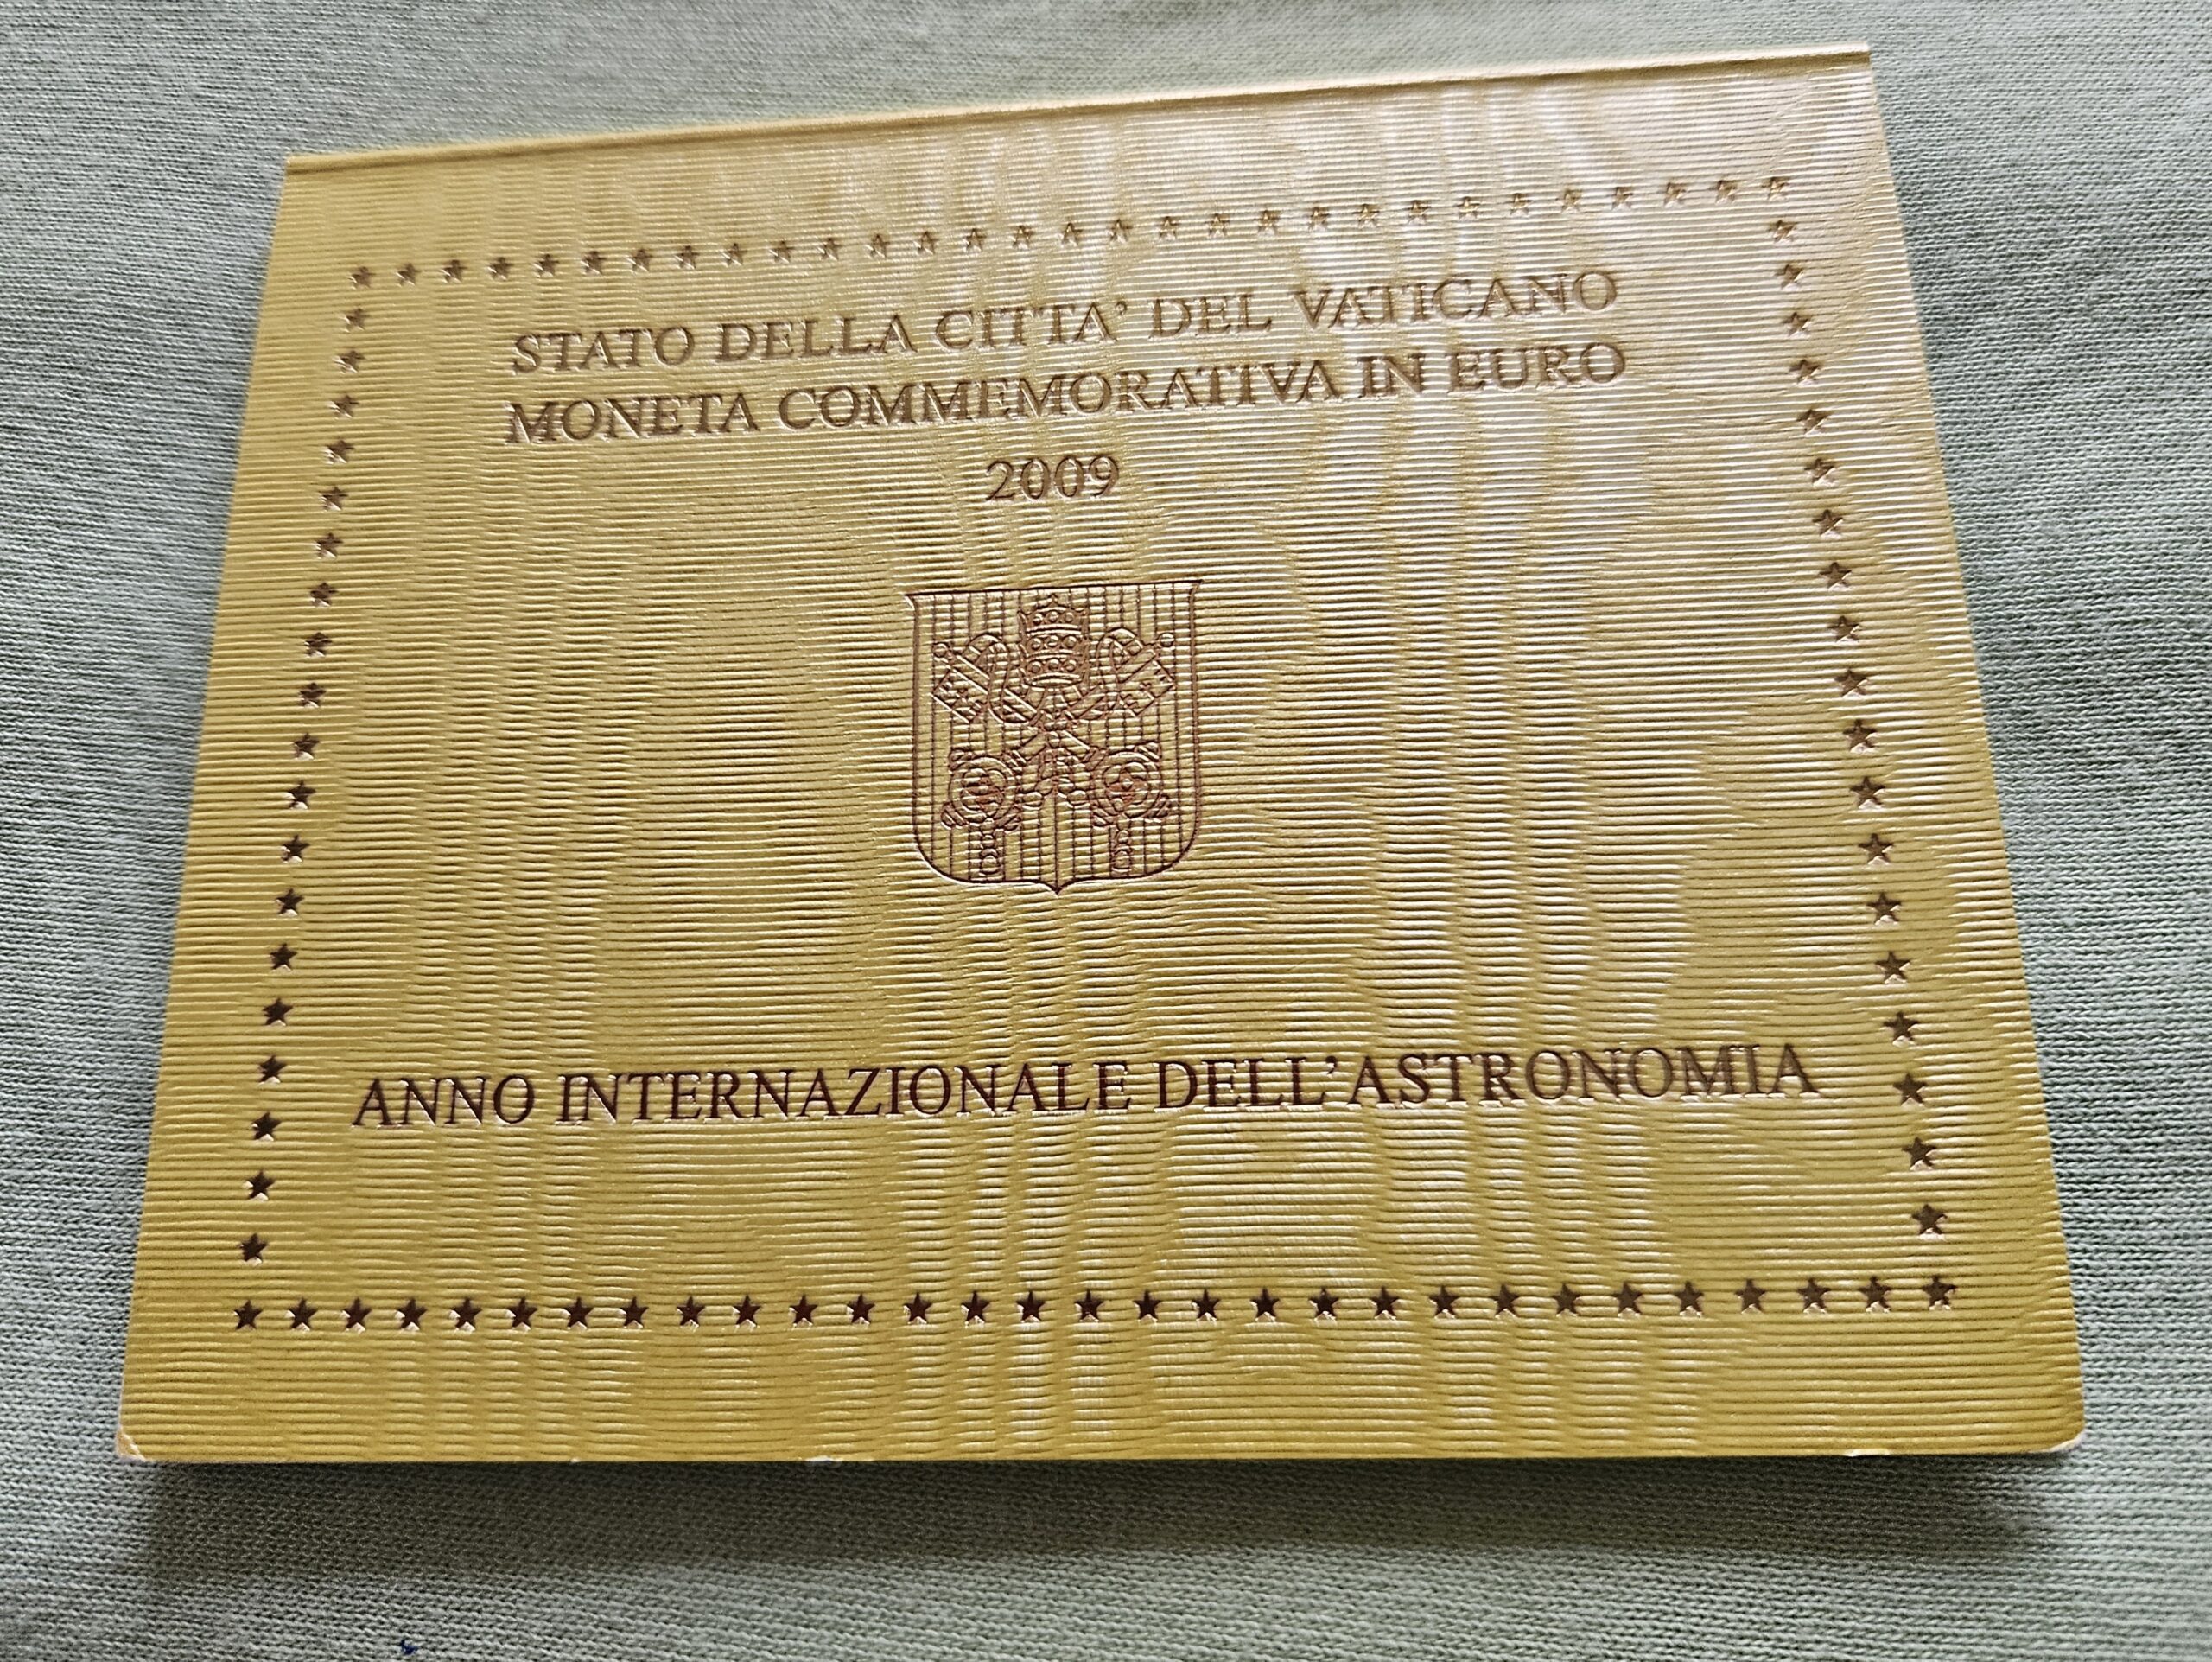 STATO DELLA CITTA' DEL VATICANO
MONETA COMMEMORATIVA IN EURO
2009
ANNO INTERNAZIONALE DELL'ASTRONOMIA